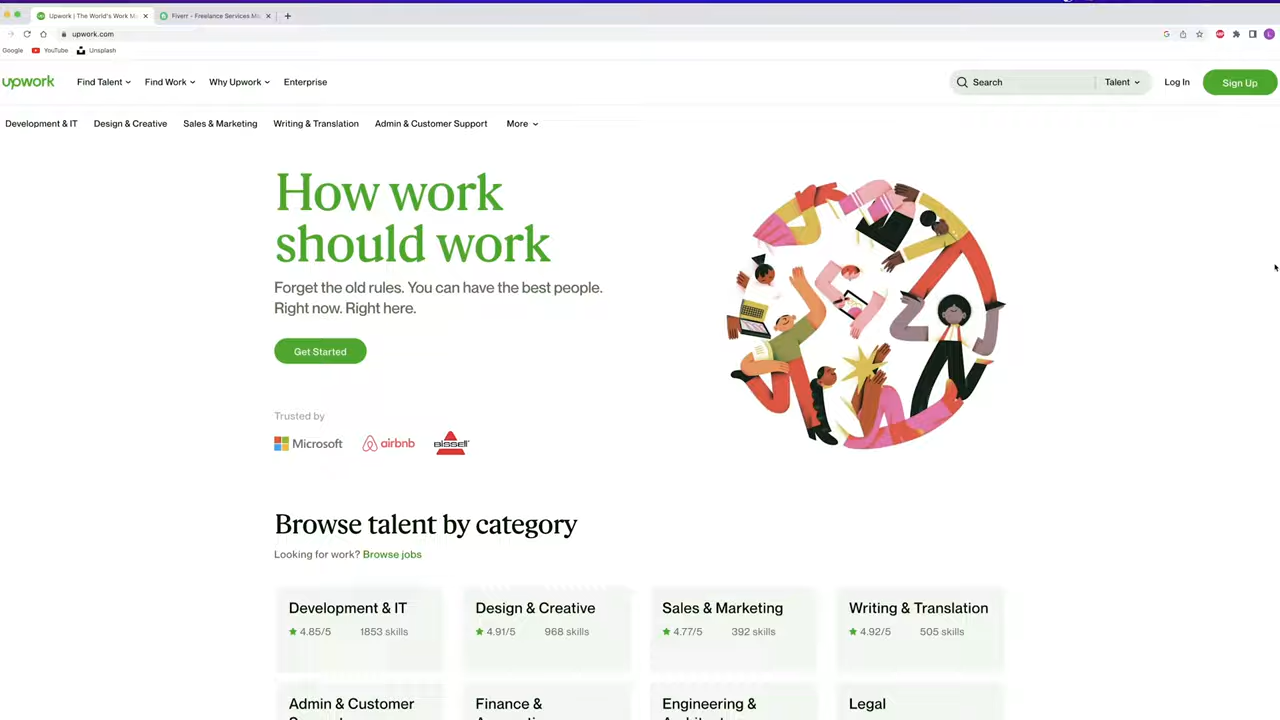 Upwork | The World's Work M
Fiverr - Freelance Services Ma
upwork.com
Google YouTube Unsplash
upwork Find Talent Find Work Why Upwork Enterprise Search Talent Log In Sign Up
Development & IT Design & Creative Sales & Marketing Writing & Translation Admin & Customer Support More
How work
should work
Forget the old rules. You can have the best people.
Right now. Right here.
Get Started
Trusted by
Microsoft airbnb BISSELL
Browse talent by category
Looking for work? Browse jobs
Development & IT Design & Creative Sales & Marketing Writing & Translation
4.85/5 1853 skills 4.91/5 968 skills 4.77/5 392 skills 4.92/5 505 skills
Admin & Customer Finance & Engineering & Legal